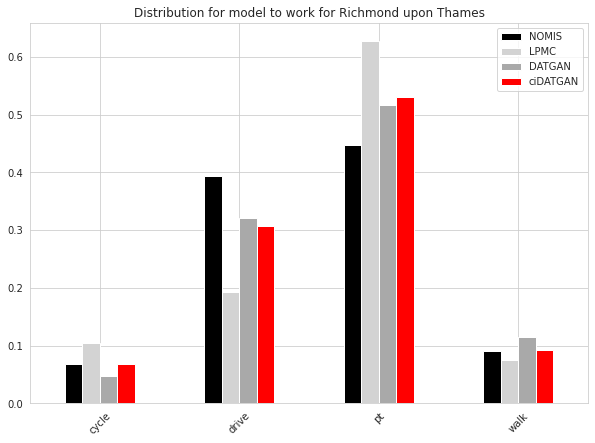 Distribution for model to work for Richmond upon Thames
NOMIS
LPMC
DATGAN
ciDATGAN
0.6
0.5
0.4
0.3
0.2
0.1
0.0
cycle
drive
pt
walk